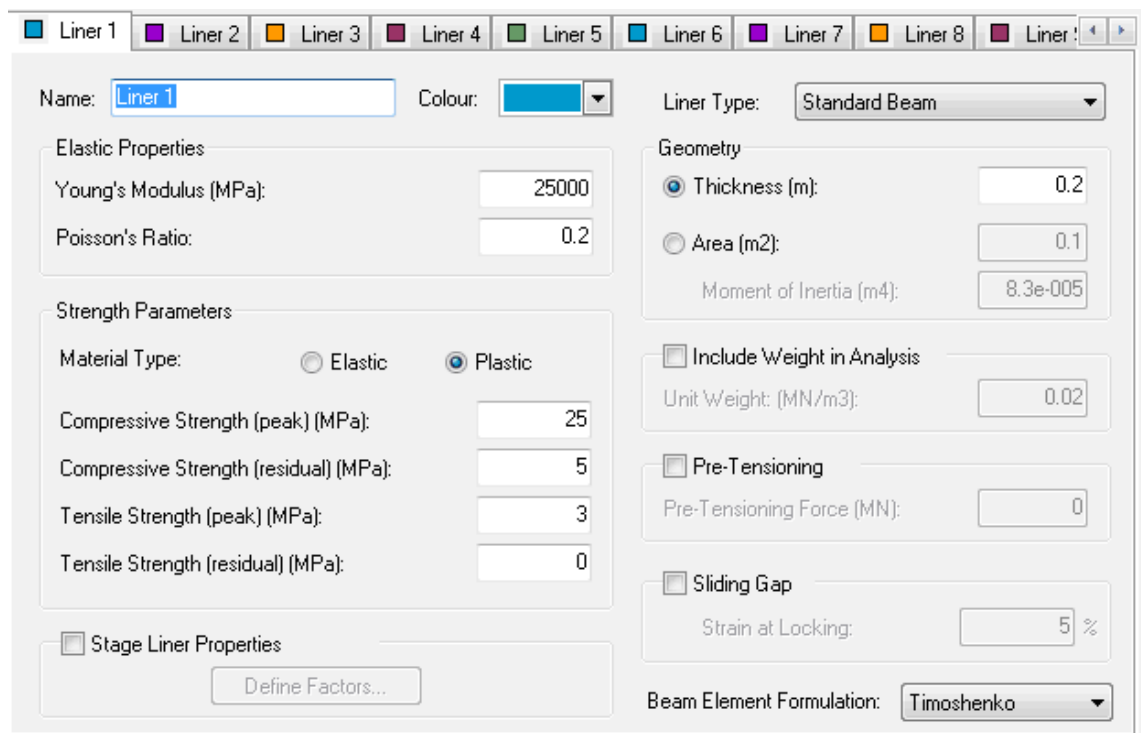 Liner 1 Liner 2 Liner 3 Liner 4 Liner 5 Liner 6 Liner 7 Liner 8 Liner
Name: Liner 1 Colour: Liner Type: Standard Beam
Elastic Properties
Young's Modulus (MPa): 25000
Poisson's Ratio: 0.2
Geometry
Thickness (m): 0.2
Area (m2): 0.1
Moment of Inertia (m4): 8.3e-005
Strength Parameters
Material Type: Elastic Plastic
Compressive Strength (peak) (MPa): 25
Compressive Strength (residual) (MPa): 5
Tensile Strength (peak) (MPa): 3
Tensile Strength (residual) (MPa): 0
Include Weight in Analysis
Unit Weight: (MN/m3): 0.02
Pre-Tensioning
Pre-Tensioning Force (MN): 0
Sliding Gap
Strain at Locking: 5 %
Stage Liner Properties
Define Factors...
Beam Element Formulation: Timoshenko